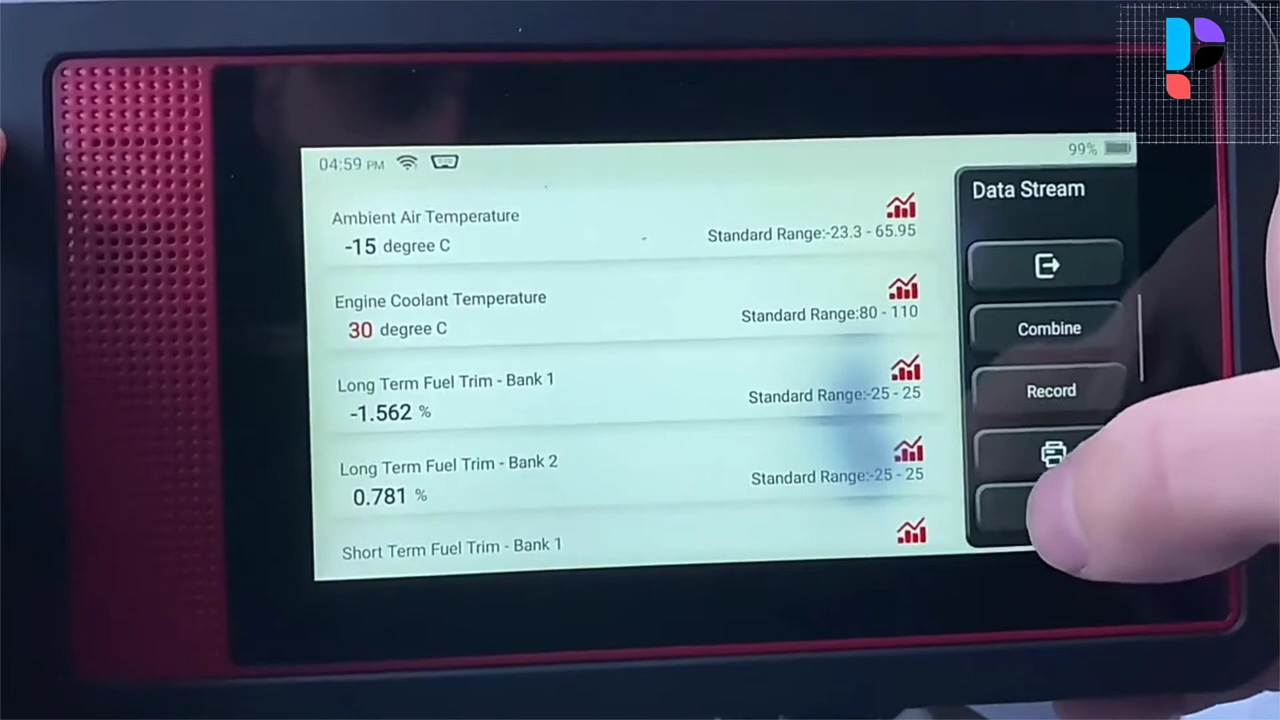 04:59 PM
99%
Data Stream
Ambient Air Temperature
-15 degree C
Standard Range:-23.3 - 65.95
Engine Coolant Temperature
30 degree C
Standard Range:80 - 110
Combine
Long Term Fuel Trim - Bank 1
-1.562 %
Standard Range:-25 - 25
Record
Long Term Fuel Trim - Bank 2
0.781 %
Standard Range:-25 - 25
Short Term Fuel Trim - Bank 1